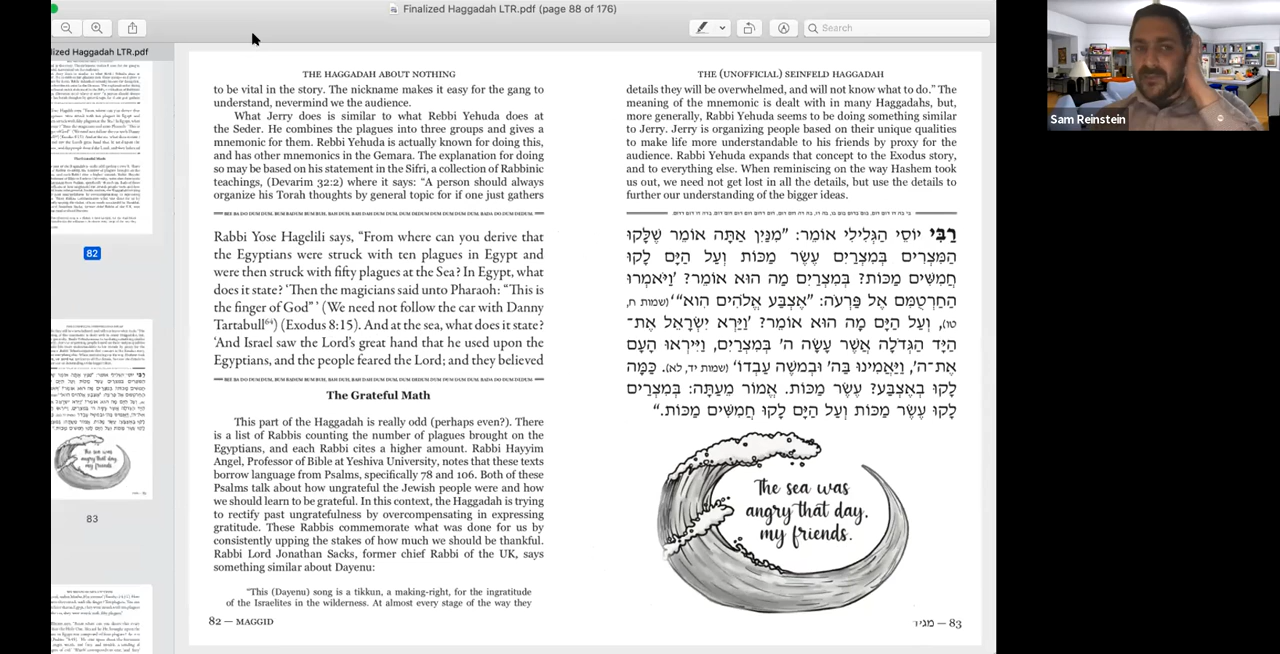 Finalized Haggadah LTR.pdf (page 88 of 176)
Search
lized Haggadah LTR.pdf
82
83
Sam Reinstein
THE HAGGADAH ABOUT NOTHING
to be vital to the story. The nickname makes it easy for the gang to
understand, nevermind we the audience.
What Jerry does is similar to what Rebbi Yehuda does at
the Seder. He combines the plagues into three groups and gives a
mnemonic for them. Rabbi Yehuda is actually known for doing this,
and has other mnemonics in the Gemara. The explanation of doing
so may be based on his quote in the Sifri, a collection of halachic
teachings, (Devarim 32:2) where he says "A person should always
organize his Torah knowledge by general topic for if one just gathers
Rabbi Yose Hagelili says, “From where can you derive that
the Egyptians were struck with ten plagues in Egypt and
were then struck with fifty plagues at the Sea? In Egypt, what
does it state? 'Then the magicians said unto Pharaoh: “This is
the finger of God” ' (We need not follow the car with Danny
Tartabull⁶⁴) (Exodus 8:15). And at the sea, what does it state?
'And Israel saw the Lord's great hand that he used upon the
Egyptians, and the people feared the Lord; and they believed
The Grateful Math
This part of the Haggadah is really odd (perhaps even?). There
is a list of Rabbis counting the number of plagues brought on the
Egyptians, and each Rabbi cites a higher amount. Rabbi Hayyim
Angel, Professor of Bible at Yeshiva University, notes that these texts
borrow language from Psalms, specifically 78 and 106. Both of these
Psalms talk about how ungrateful the Jewish people were and how
we should learn to be grateful. In this context, the Haggadah is trying
to rectify past ungratefulness by overcompensating in expressing
gratitude. These Rabbis commemorate what was done for us by
consistently upping the stakes of how much we should be thankful.
Rabbi Lord Jonathan Sacks, former chief Rabbi of the UK, says
something similar about Dayenu:
"This (Dayenu) song is a tikkun, a making-right, for the ingratitude
of the Israelites in the wilderness. At almost every stage of the way they
82 — MAGGID
THE (UNOFFICIAL) SEINFELD HAGGADAH
details they will be overwhelmed, and not know what to do." The
meaning of the mnemonic is explained in many Haggadahs, but,
more generally, Rabbi Yehuda is doing something similar
to Jerry. Jerry is organizing people based on their unique qualities
to make life more understandable to his friends by proxy for the
audience. Rabbi Yehuda applies this concept to the Exodus story,
and to everything else. When focusing on the way Hashem took
us out, we understand not all the details, but use the details to
further our understanding of the larger ideas.
רַבִּי יוֹסֵי הַגְּלִילִי אוֹמֵר: "מִנַּיִן אַתָּה אוֹמֵר שֶׁלָּקוּ
הַמִּצְרִים בְּמִצְרַיִם עֶשֶׂר מַכּוֹת וְעַל הַיָּם לָקוּ
חֲמִשִּׁים מַכּוֹת? בְּמִצְרַיִם מַה הוּא אוֹמֵר? 'וַיֹּאמְרוּ
הַחַרְטֻמִּם אֶל פַּרְעֹה: "אֶצְבַּע אֱלֹהִים הוּא"' (שמות ח,
טו), וְעַל הַיָּם מָה הוּא אוֹמֵר? 'וַיַּרְא יִשְׂרָאֵל אֶת־
הַיָּד הַגְּדֹלָה אֲשֶׁר עָשָׂה ה' בְּמִצְרַיִם, וַיִּירְאוּ הָעָם
אֶת־ה', וַיַּאֲמִינוּ בַּה' וּבְמֹשֶׁה עַבְדּוֹ' (שמות יד, לא). כַּמָּה
לָקוּ בְאֶצְבַּע? עֶשֶׂר מַכּוֹת. אֱמוֹר מֵעַתָּה: בְּמִצְרַיִם
לָקוּ עֶשֶׂר מַכּוֹת וְעַל הַיָּם לָקוּ חֲמִשִּׁים מַכּוֹת."
The sea was
angry that day,
my friends.
מגיד — 83